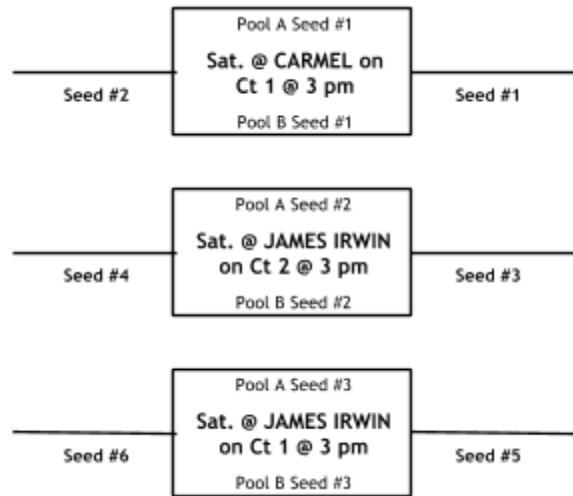 Pool A Seed #1
Sat. @ CARMEL on
Ct 1 @ 3 pm
Pool B Seed #1
Seed #2
Seed #1
Pool A Seed #2
Sat. @ JAMES IRWIN
on Ct 2 @ 3 pm
Pool B Seed #2
Seed #4
Seed #3
Pool A Seed #3
Sat. @ JAMES IRWIN
on Ct 1 @ 3 pm
Pool B Seed #3
Seed #6
Seed #5